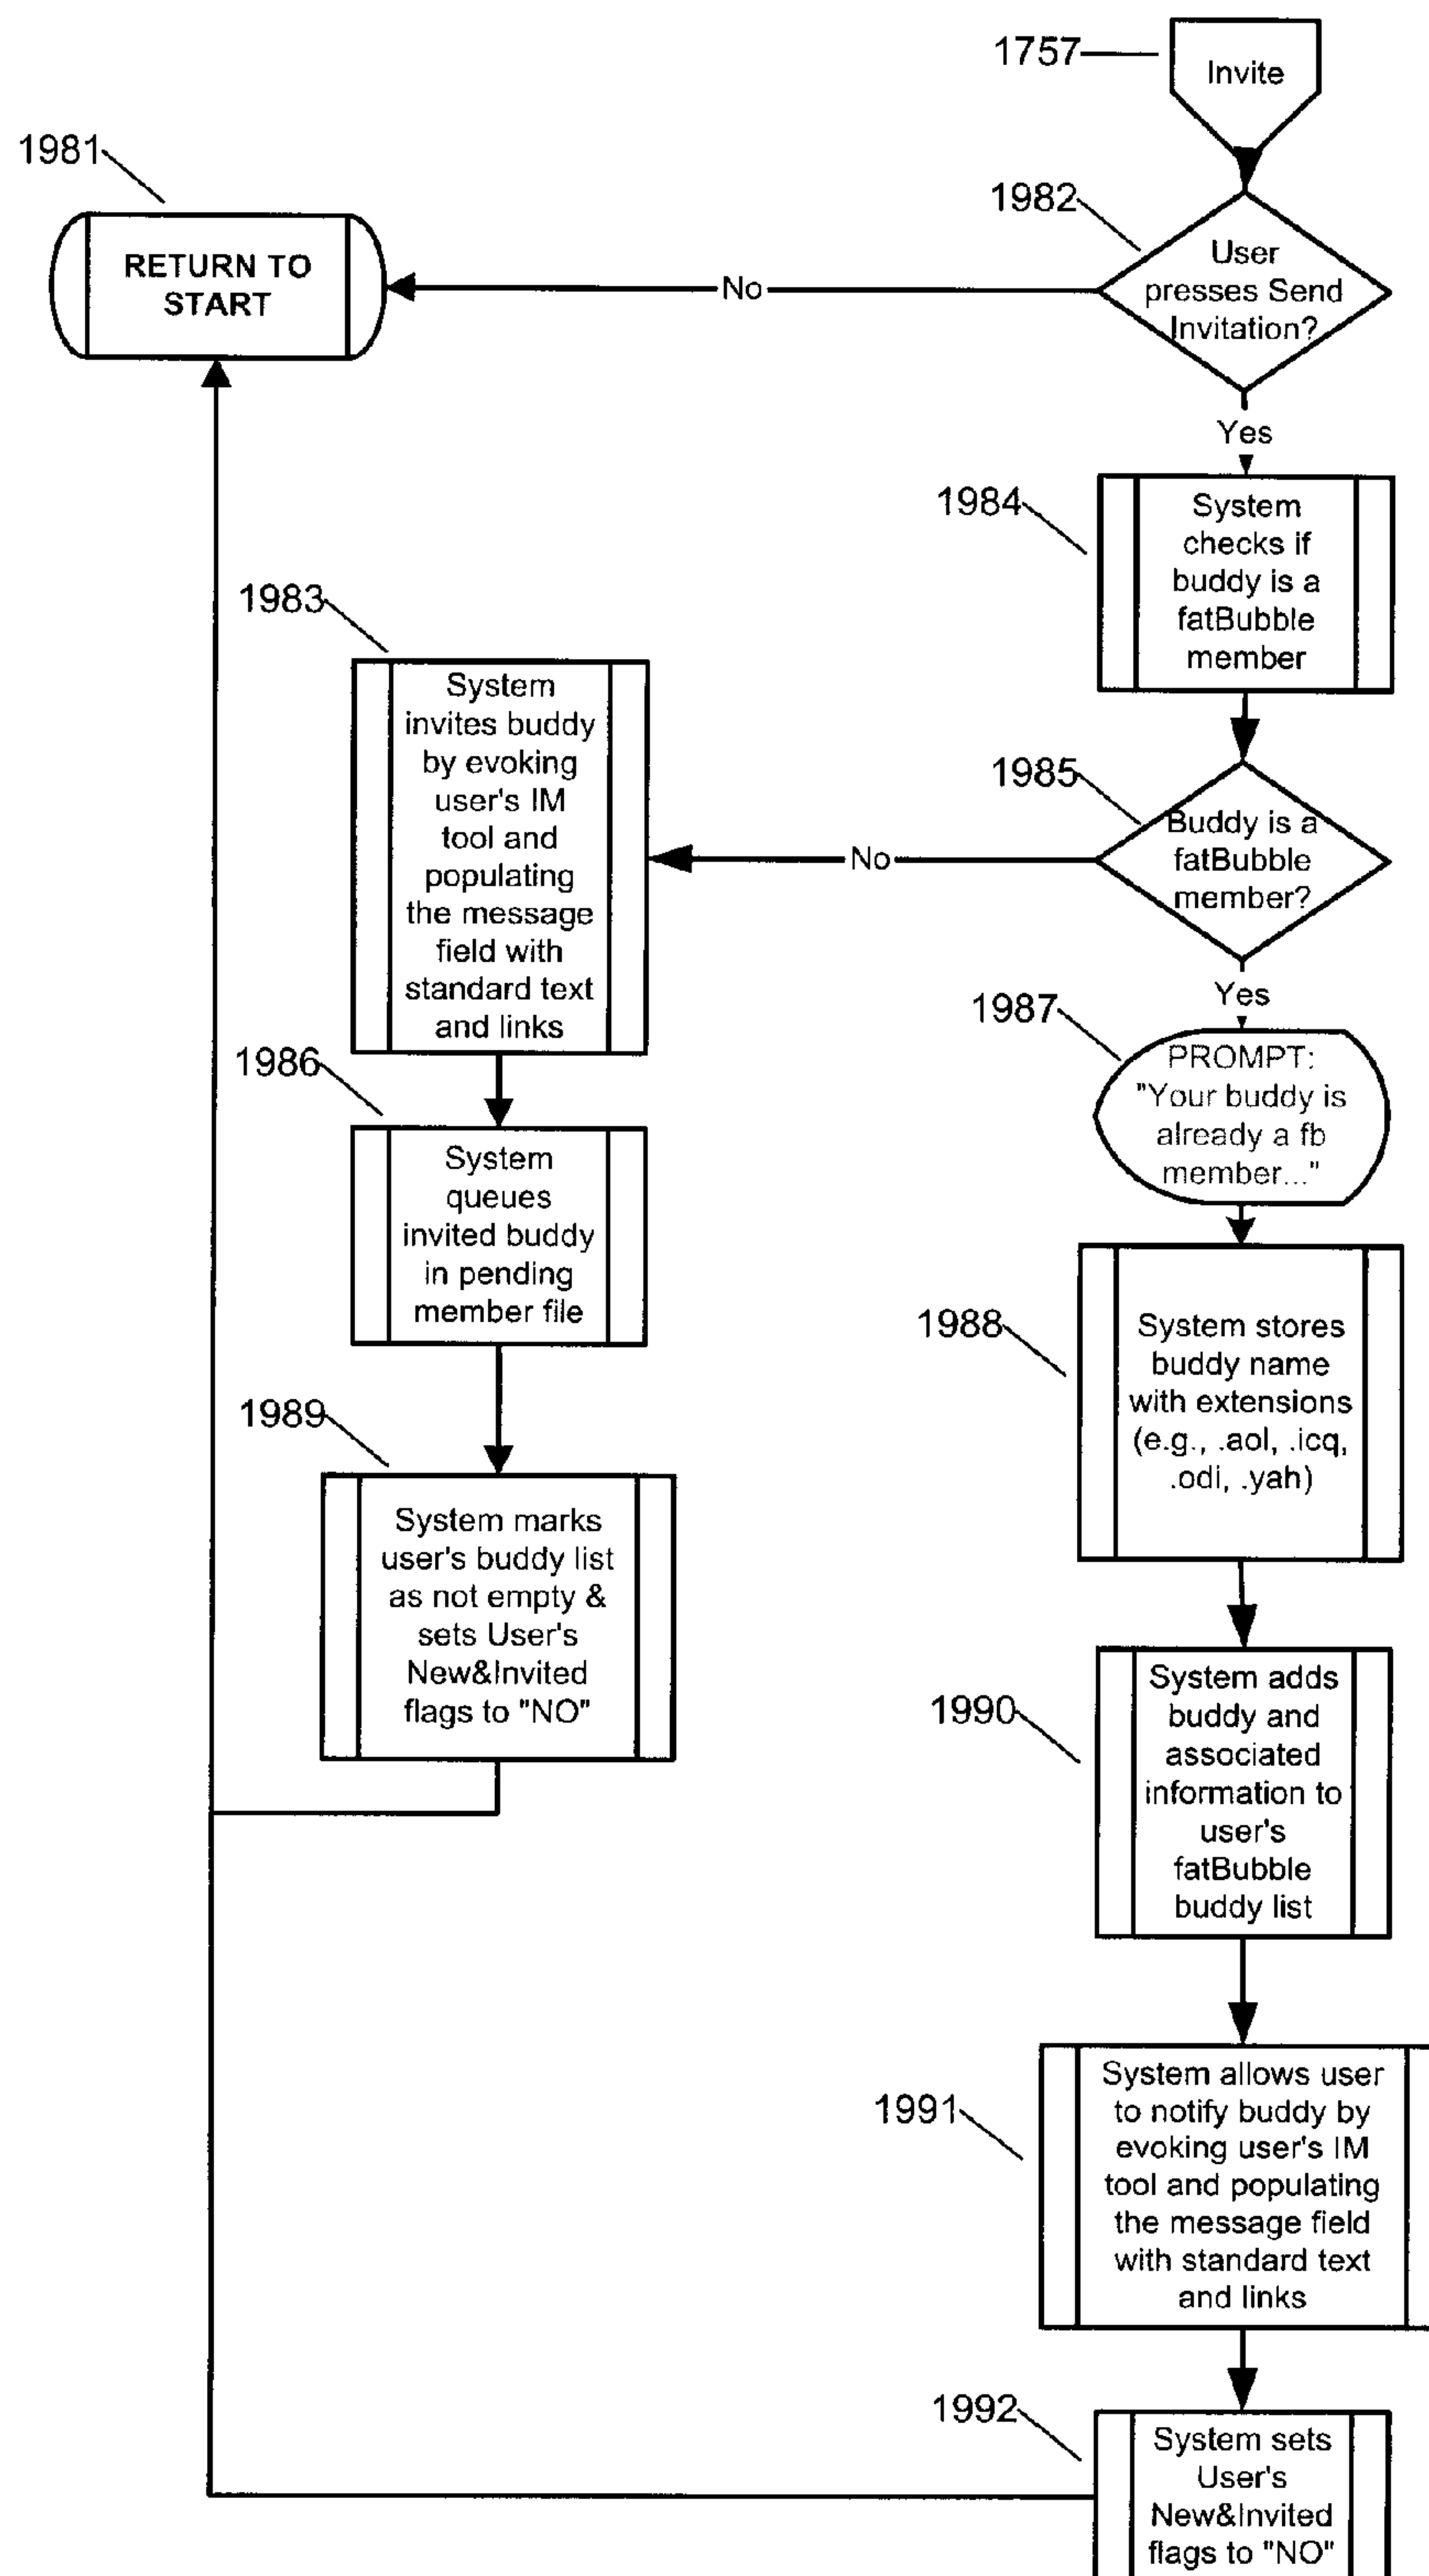 1757
Invite
1981
RETURN TO
START
1982
User
presses Send
Invitation?
No
Yes
1984
System
checks if
buddy is a
fatBubble
member
1985
Buddy is a
fatBubble
member?
No
1983
System
invites buddy
by evoking
user's IM
tool and
populating
the message
field with
standard text
and links
Yes
1987
PROMPT:
"Your buddy is
already a fb
member..."
1986
System
queues
invited buddy
in pending
member file
1988
System stores
buddy name
with extensions
(e.g., .aol, .icq,
.odi, .yah)
1989
System marks
user's buddy list
as not empty &
sets User's
New&Invited
flags to "NO"
1990
System adds
buddy and
associated
information to
user's
fatBubble
buddy list
1991
System allows user
to notify buddy by
evoking user's IM
tool and populating
the message field
with standard text
and links
1992
System sets
User's
New&Invited
flags to "NO"